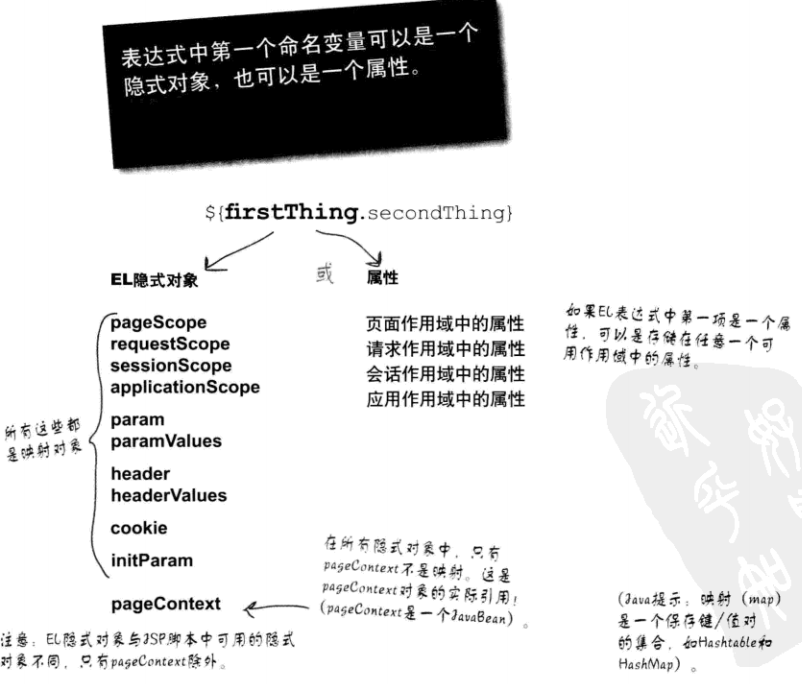 表达式中第一个命名变量可以是一个
隐式对象，也可以是一个属性。
${firstThing.secondThing}
EL隐式对象
或
属性
pageScope
requestScope
sessionScope
applicationScope
param
paramValues
header
headerValues
cookie
initParam
pageContext
所有这些都
是映射对象
页面作用域中的属性
请求作用域中的属性
会话作用域中的属性
应用作用域中的属性
如果EL表达式中第一项是一个属
性，可以是存储在任意一个可
用作用域中的属性。
在所有隐式对象中，只有
pageContext不是映射。这是
pageContext对象的实际引用！
(pageContext是一个JavaBean)。
注意：EL隐式对象与JSP脚本中可用的隐式
对象不同，只有pageContext除外。
(Java提示：映射（map）
是一个保存键/值对
的集合，如Hashtable和
HashMap)。